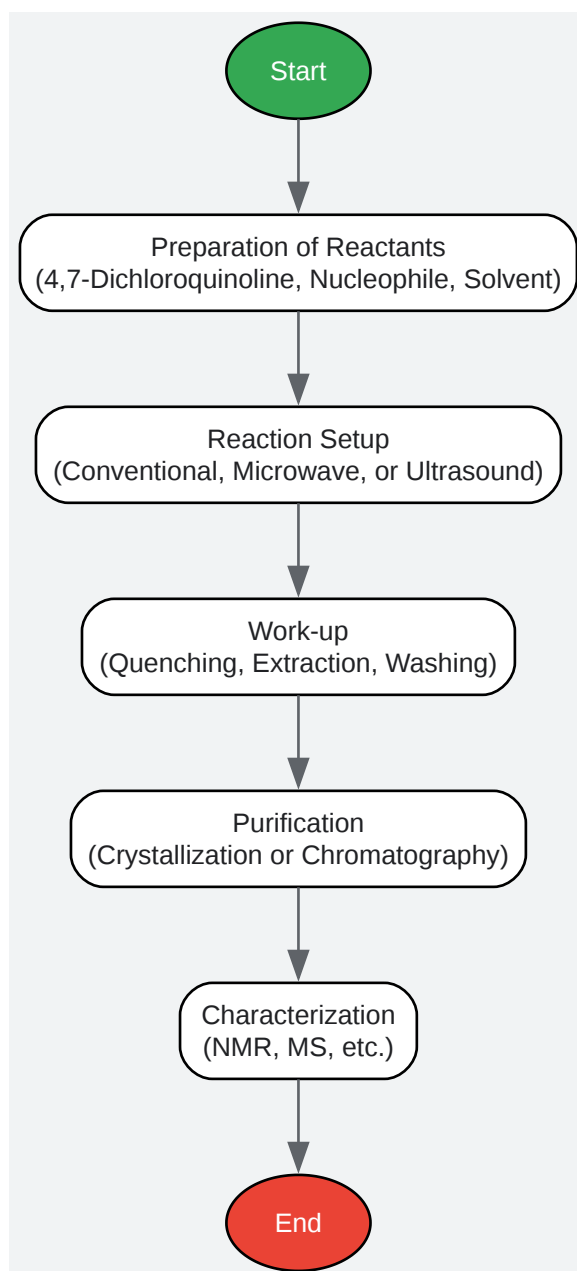 Start
Preparation of Reactants
(4,7-Dichloroquinoline, Nucleophile, Solvent)
Reaction Setup
(Conventional, Microwave, or Ultrasound)
Work-up
(Quenching, Extraction, Washing)
Purification
(Crystallization or Chromatography)
Characterization
(NMR, MS, etc.)
End